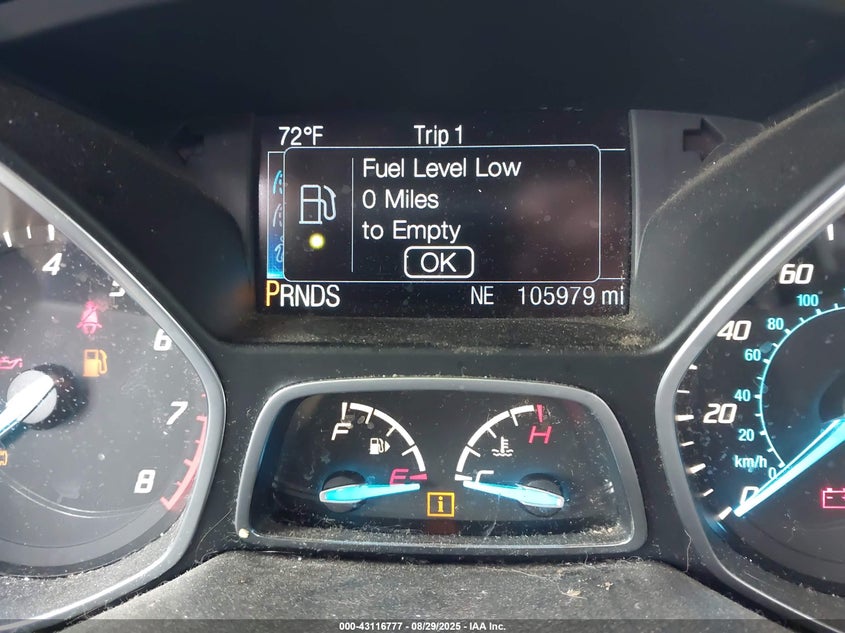 72°F Trip 1
Fuel Level Low
0 Miles
to Empty
OK
PRNDS NE 105979 mi
4
5
6
7
8
F
E
H
C
i
60
40
20
0
100
80
60
40
20
km/h 0
000-43116777 - 08/29/2025 - IAA Inc.